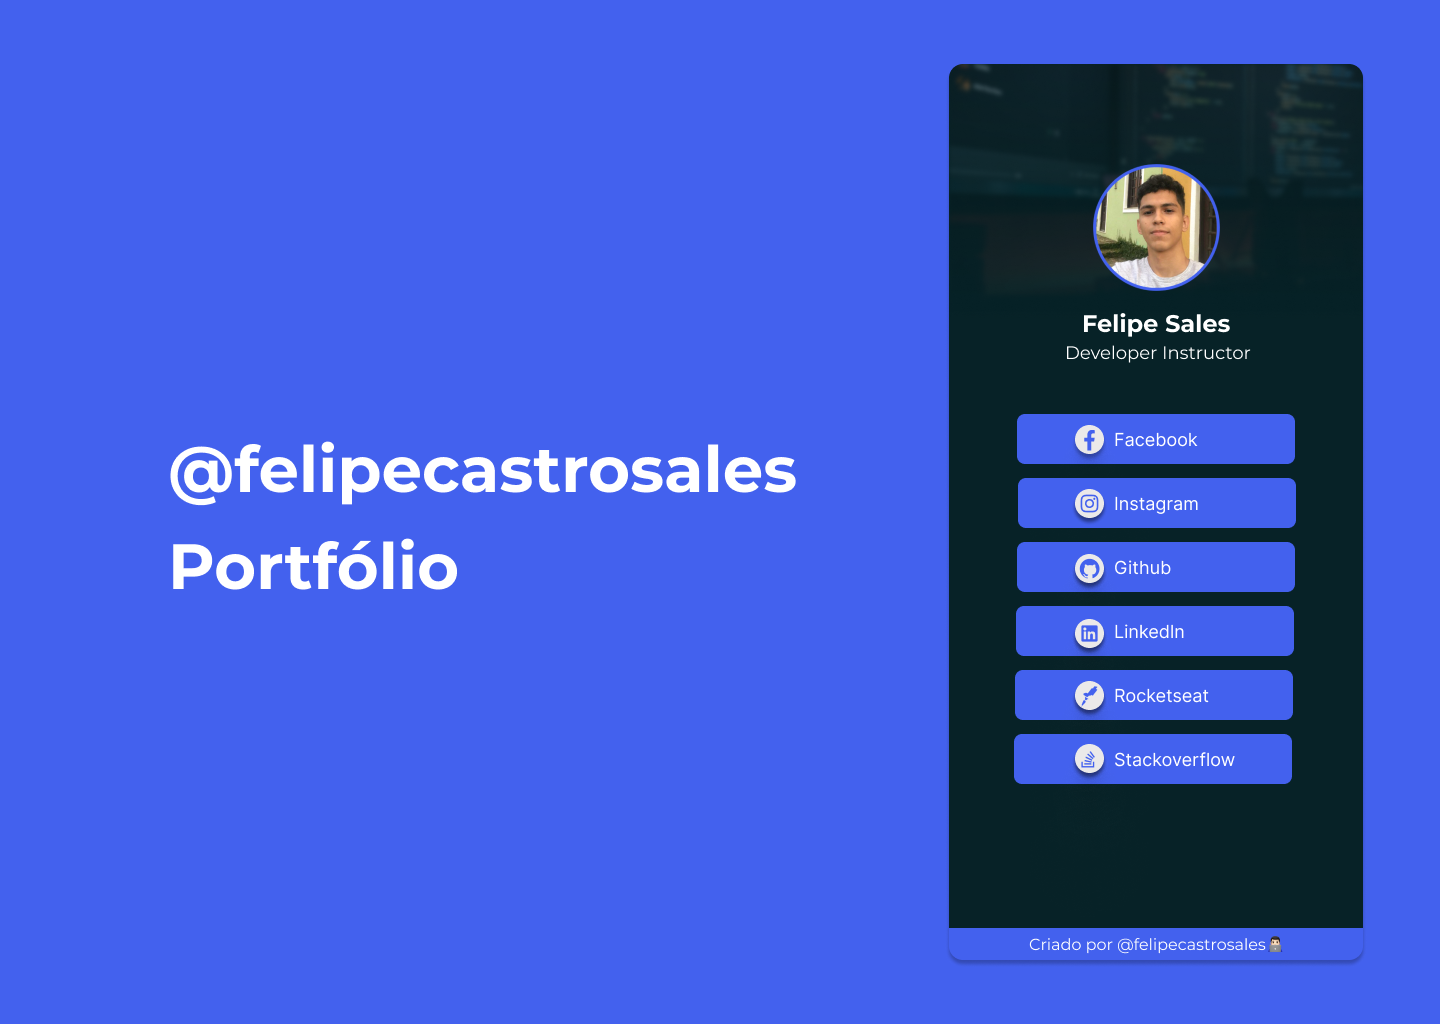 @felipecastrosales
Portfólio
Felipe Sales
Developer Instructor
Facebook
Instagram
Github
LinkedIn
Rocketseat
Stackoverflow
Criado por @felipecastrosales👨🏻‍💻